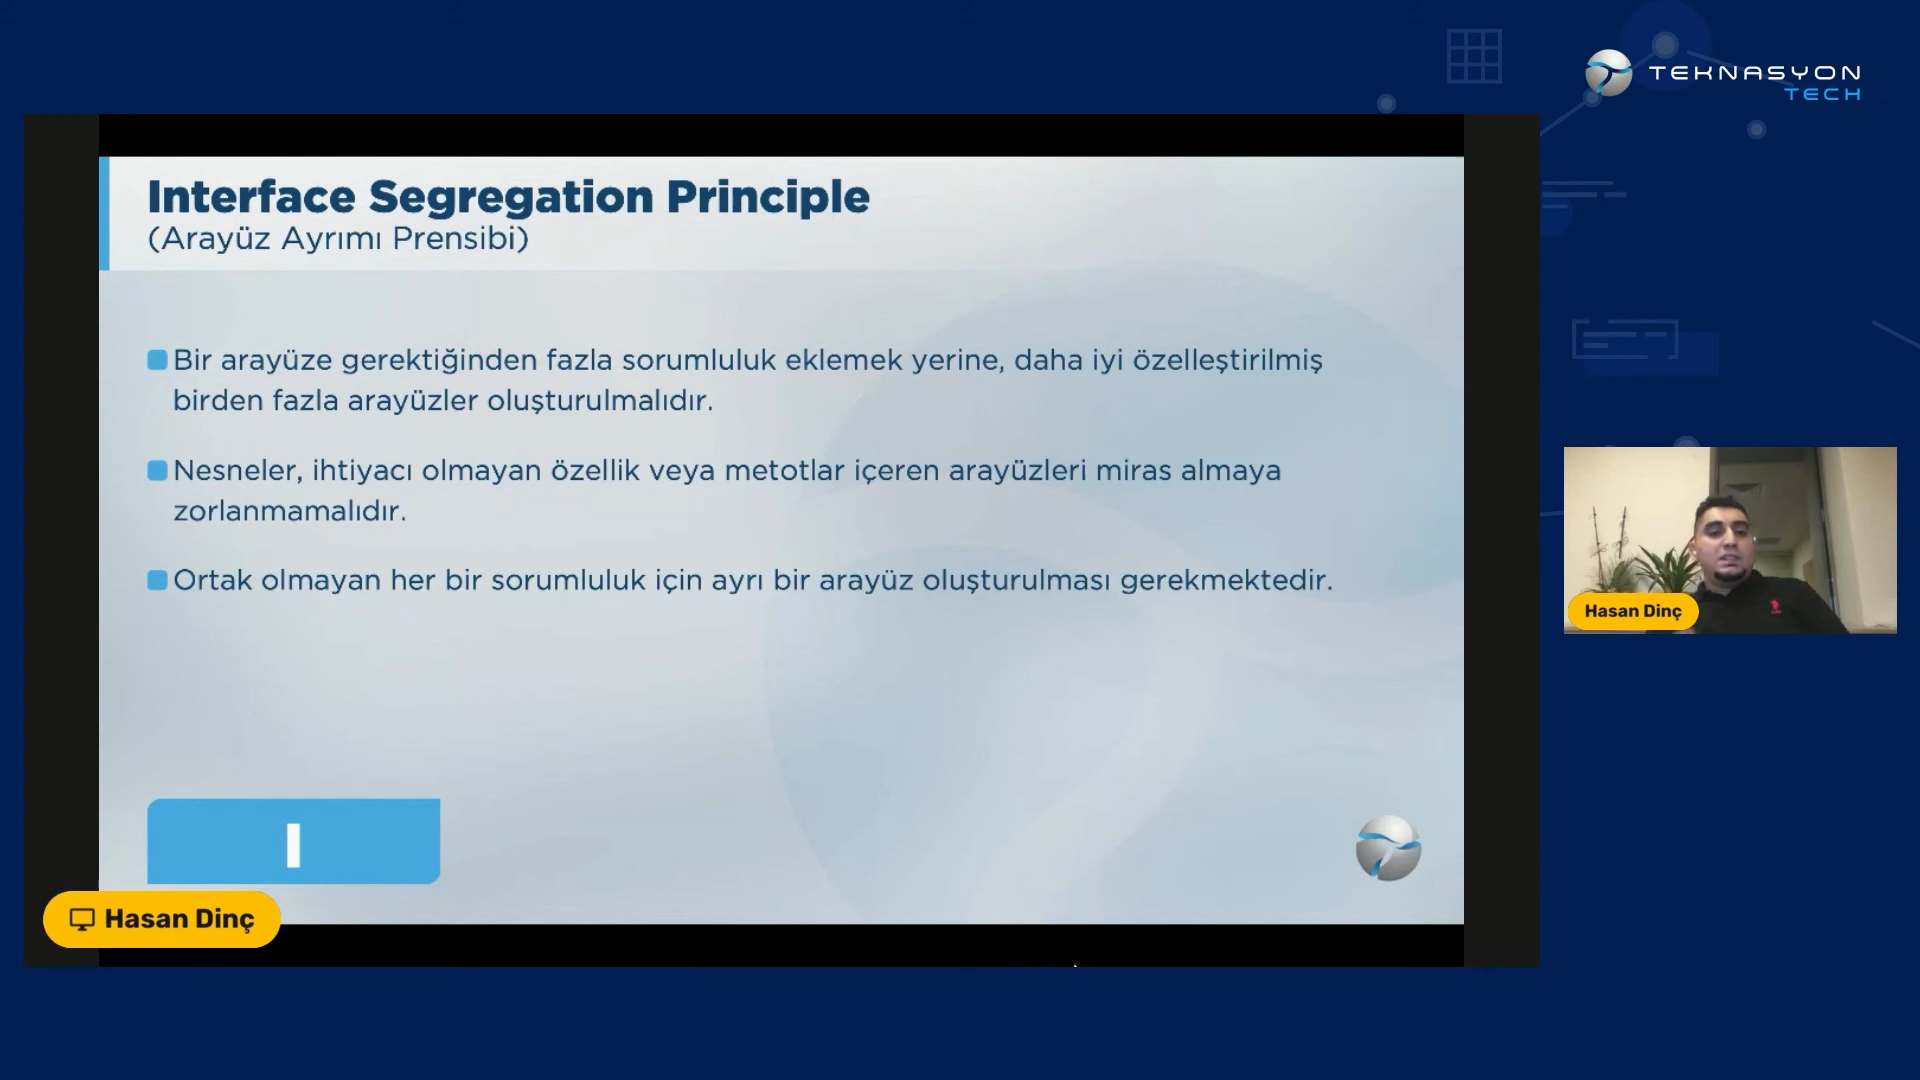 TEKNASYON
TECH
Interface Segregation Principle
(Arayüz Ayrımı Prensibi)
Bir arayüze gerektiğinden fazla sorumluluk eklemek yerine, daha iyi özelleştirilmiş
birden fazla arayüzler oluşturulmalıdır.
Nesneler, ihtiyacı olmayan özellik veya metotlar içeren arayüzleri miras almaya
zorlanmamalıdır.
Ortak olmayan her bir sorumluluk için ayrı bir arayüz oluşturulması gerekmektedir.
I
Hasan Dinç
Hasan Dinç